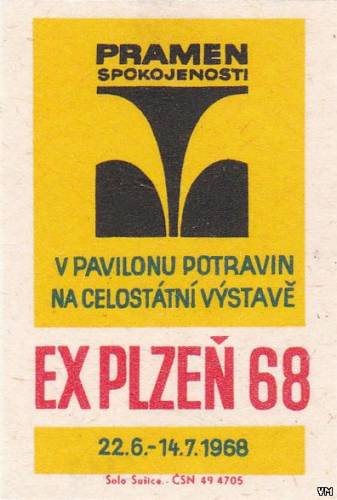 PRAMEN
SPOKOJENOSTI
V PAVILONU POTRAVIN
NA CELOSTÁTNÍ VÝSTAVĚ
EX PLZEŇ 68
22.6.-14.7.1968
Solo Sušice.-ČSN 49 4705
VM